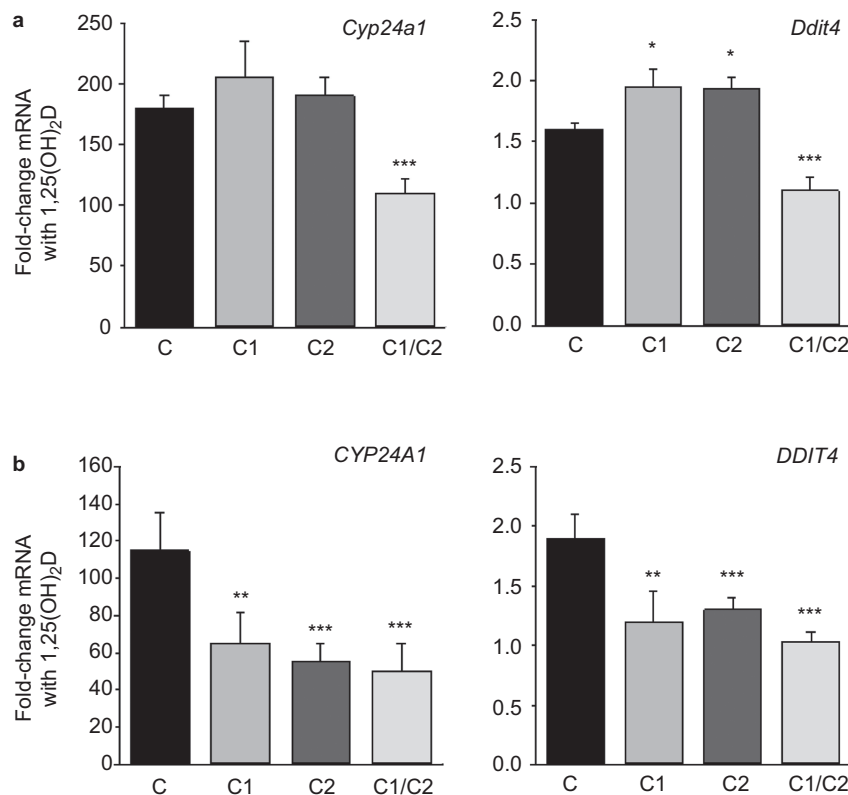 a
Cyp24a1
Fold-change mRNA
with 1,25(OH)₂D
250
200
150
100
50
0
***
C C1 C2 C1/C2
Ddit4
2.5
2.0
1.5
1.0
0.5
0.0
* * ***
C C1 C2 C1/C2
b
CYP24A1
Fold-change mRNA
with 1,25(OH)₂D
160
140
120
100
80
60
40
20
0
** *** ***
C C1 C2 C1/C2
DDIT4
2.5
2.0
1.5
1.0
0.5
0.0
** *** ***
C C1 C2 C1/C2